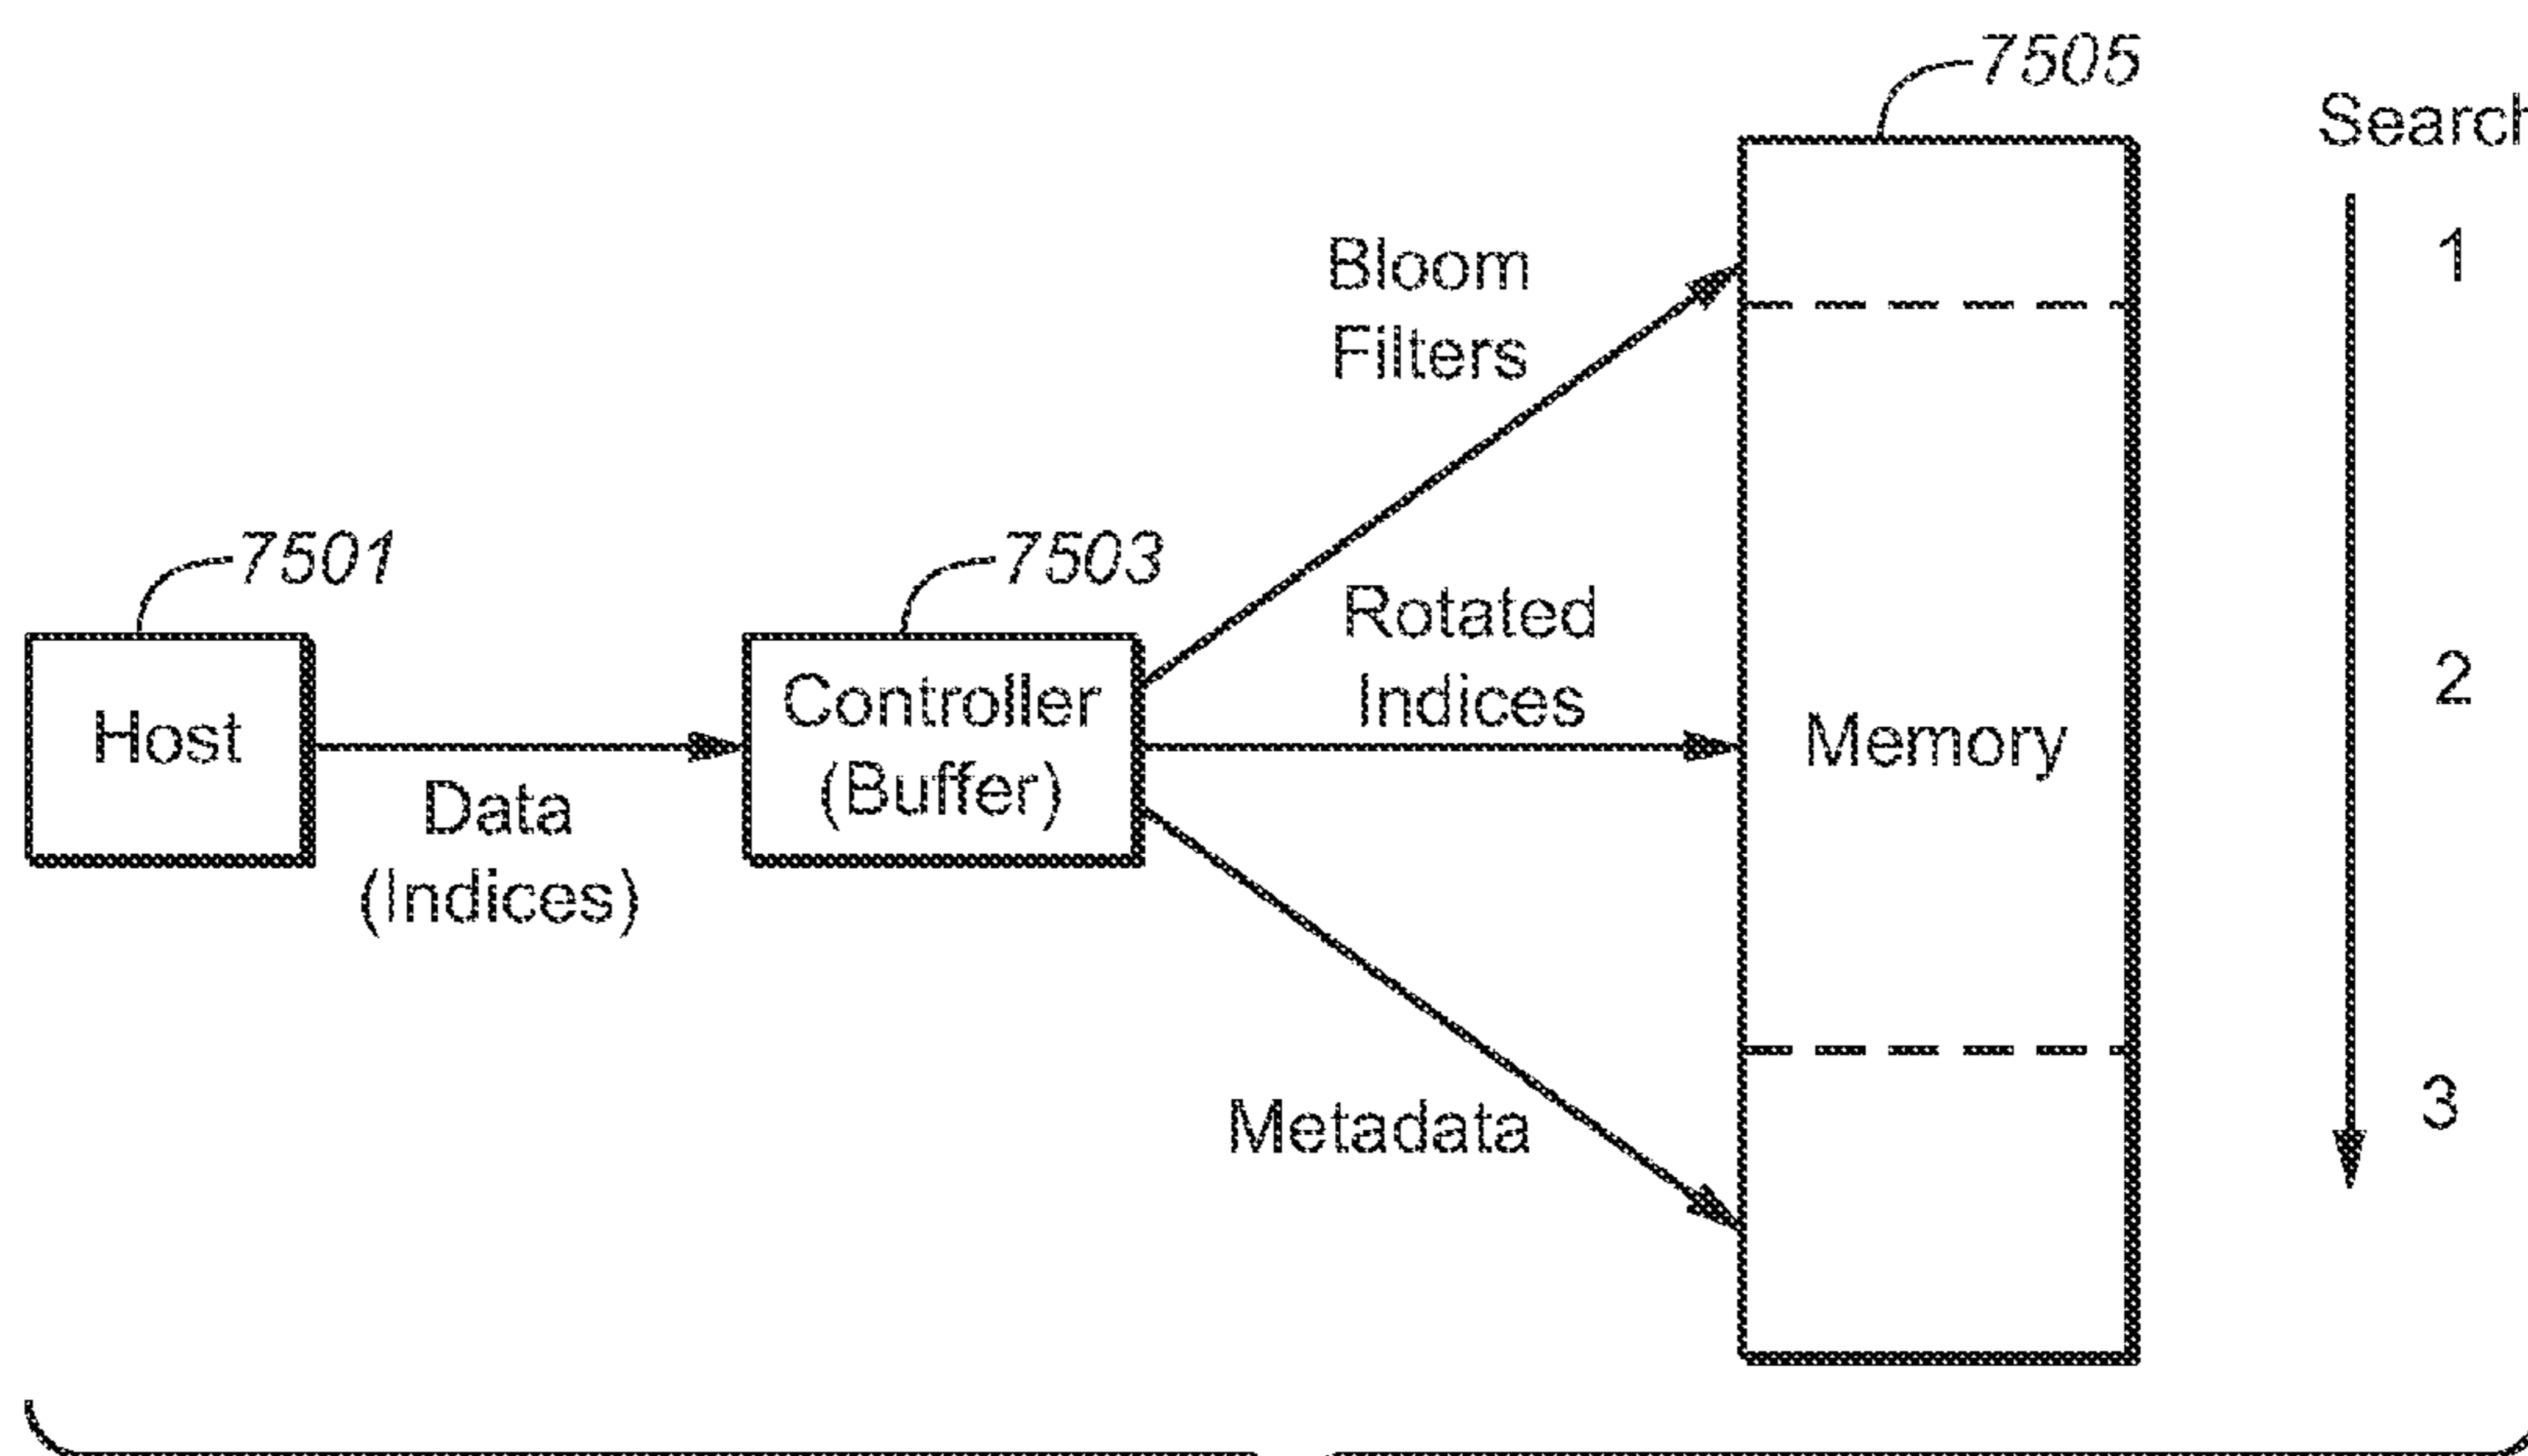 7505
Search
1
Bloom
Filters
7501
7503
Rotated
Indices
2
Host
Controller
(Buffer)
Memory
Data
(Indices)
3
Metadata